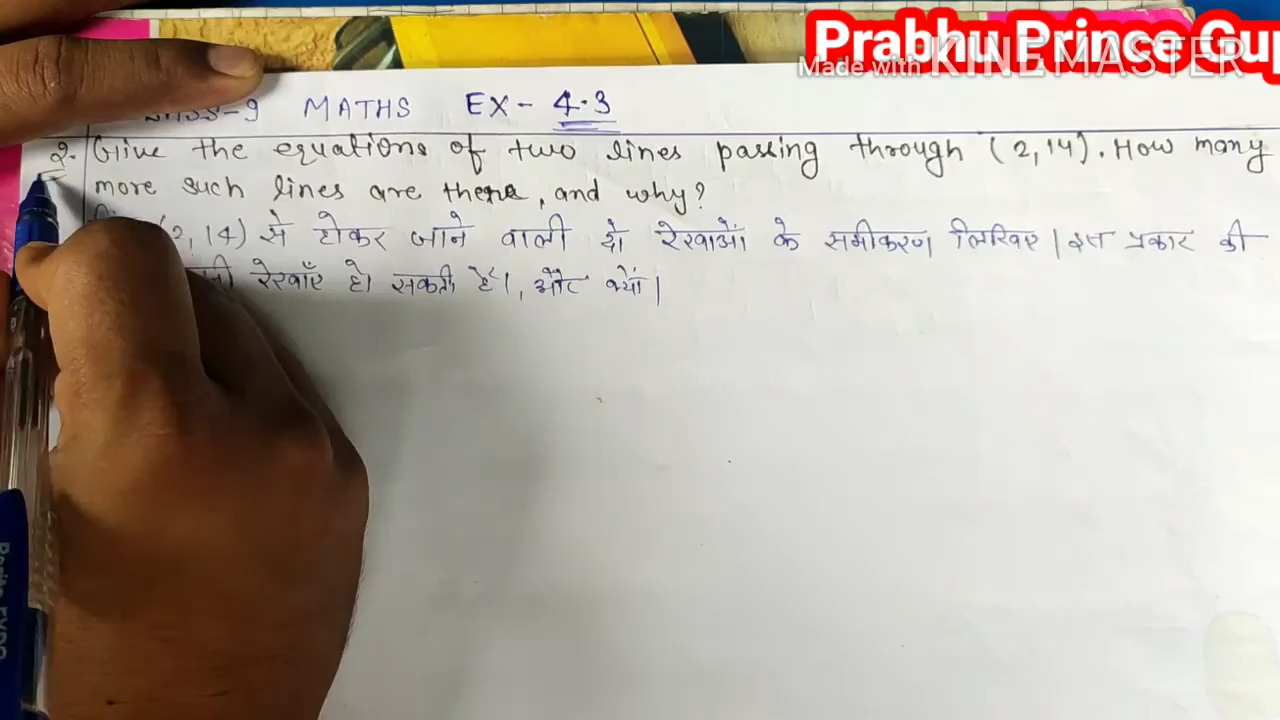 Prabhu Prince Gup
Made with KINEMASTER
-9 MATHS EX- 4.3
2. Give the equations of two lines passing through (2,14). How many
more such lines are there, and why?
(2,14) से होकर जाने वाली दो रेखाओं के समीकरण लिखिए। इस प्रकार की
रेखाएँ हो सकती हैं।, और क्यों।